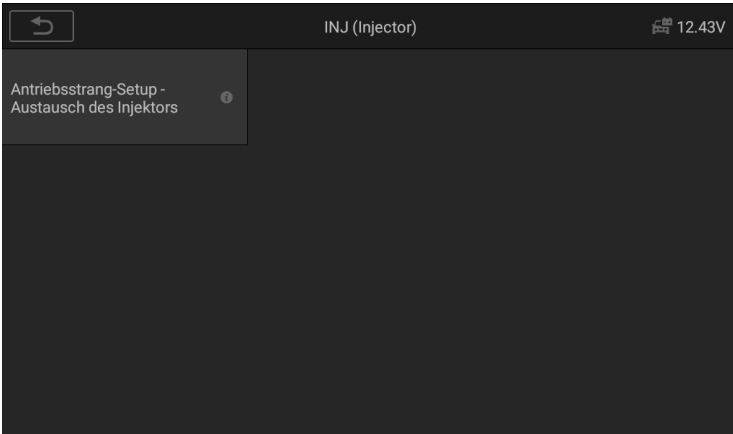 INJ (Injector)
12.43V
Antriebsstrang-Setup -
Austausch des Injektors